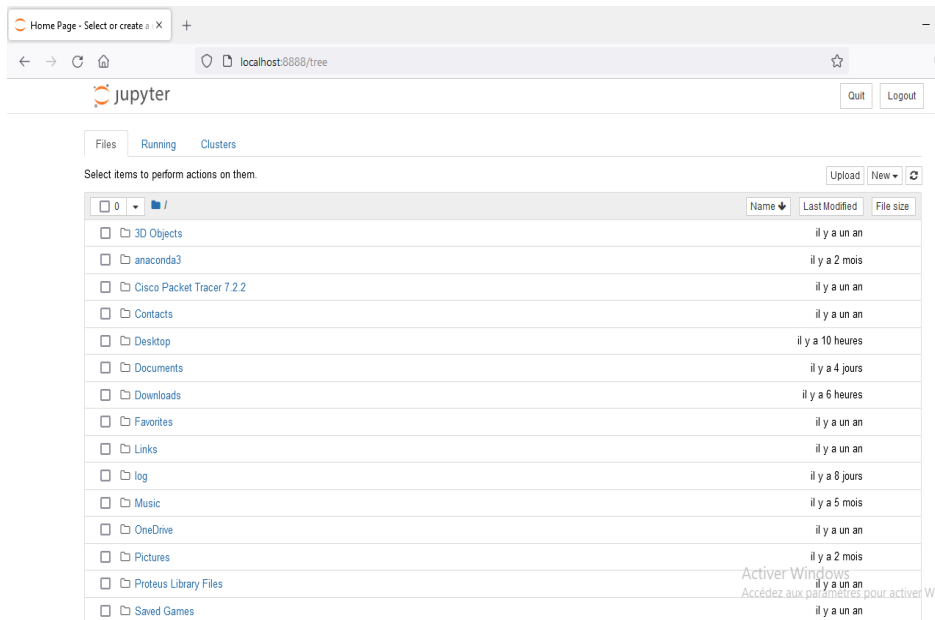 Home Page - Select or create a
localhost:8888/tree
jupyter
Quit Logout
Files Running Clusters
Select items to perform actions on them.
Upload New
0 / Name Last Modified File size
3D Objects il y a un an
anaconda3 il y a 2 mois
Cisco Packet Tracer 7.2.2 il y a un an
Contacts il y a un an
Desktop il y a 10 heures
Documents il y a 4 jours
Downloads il y a 6 heures
Favorites il y a un an
Links il y a un an
log il y a 8 jours
Music il y a 5 mois
OneDrive il y a un an
Pictures il y a 2 mois
Activer Windows
Proteus Library Files il y a un an
Accédez aux paramètres pour activer W
Saved Games il y a un an